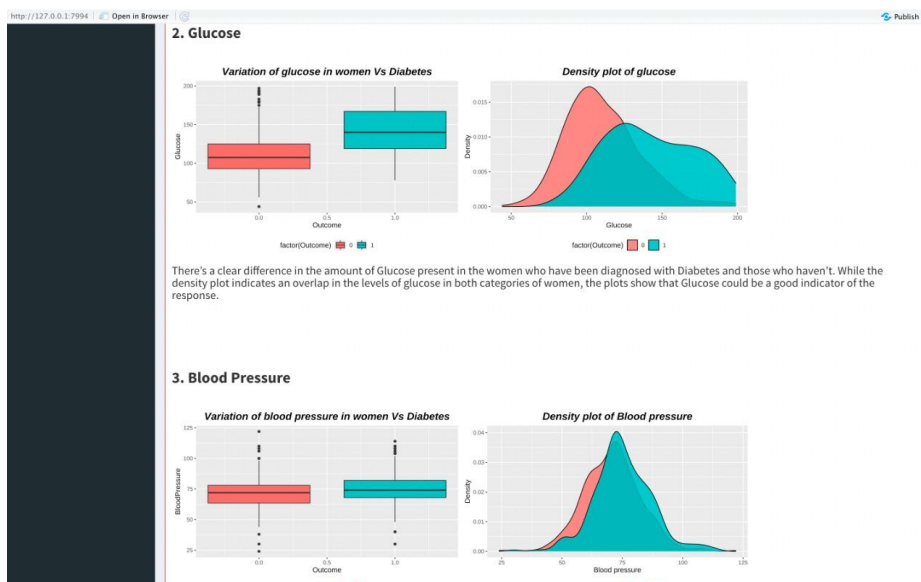 http://127.0.0.1:7994 Open in Browser Publish
2. Glucose
Variation of glucose in women Vs Diabetes
Density plot of glucose
200
150
100
50
Glucose
0.0 0.5 1.0
Outcome
factor(Outcome) 0 1
0.015
0.010
0.005
0.000
Density
50 100 150 200
Glucose
factor(Outcome) 0 1
There's a clear difference in the amount of Glucose present in the women who have been diagnosed with Diabetes and those who haven't. While the
density plot indicates an overlap in the levels of glucose in both categories of women, the plots show that Glucose could be a good indicator of the
response.
3. Blood Pressure
Variation of blood pressure in women Vs Diabetes
Density plot of Blood pressure
125
100
75
50
25
BloodPressure
0.0 0.5 1.0
Outcome
0.04
0.03
0.02
0.01
0.00
Density
25 50 75 100 125
Blood pressure